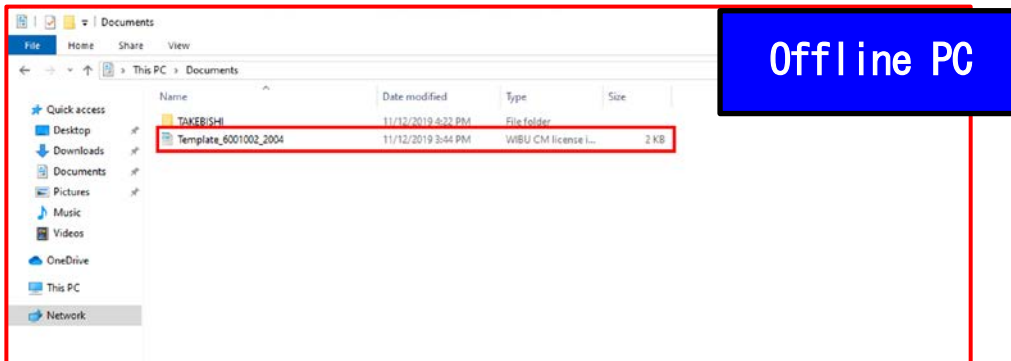 Documents
Offline PC
File Home Share View
This PC > Documents
Name Date modified Type Size
Quick access
TAKEBISHI 11/12/2019 4:22 PM File folder
Desktop
Template_6001002_2004 11/12/2019 3:44 PM WIBU CM license i... 2 KB
Downloads
Documents
Pictures
Music
Videos
OneDrive
This PC
Network